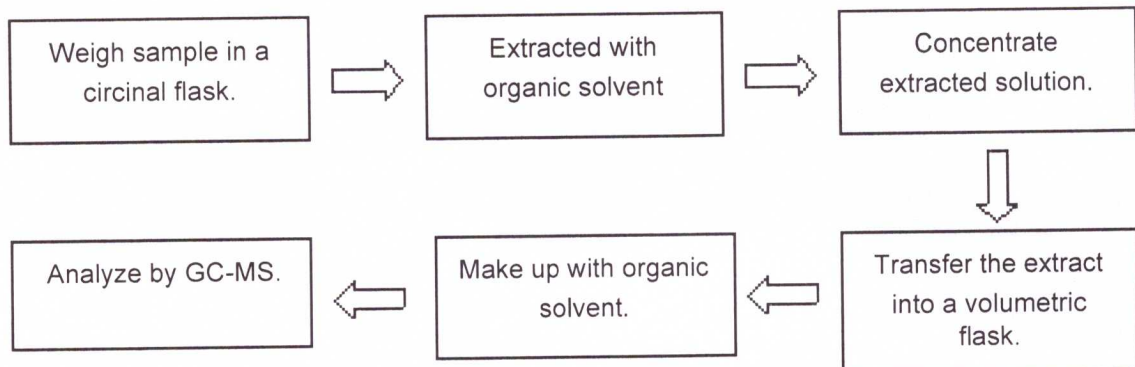 Weigh sample in a
circinal flask.
Extracted with
organic solvent
Concentrate
extracted solution.
Transfer the extract
into a volumetric
flask.
Make up with organic
solvent.
Analyze by GC-MS.